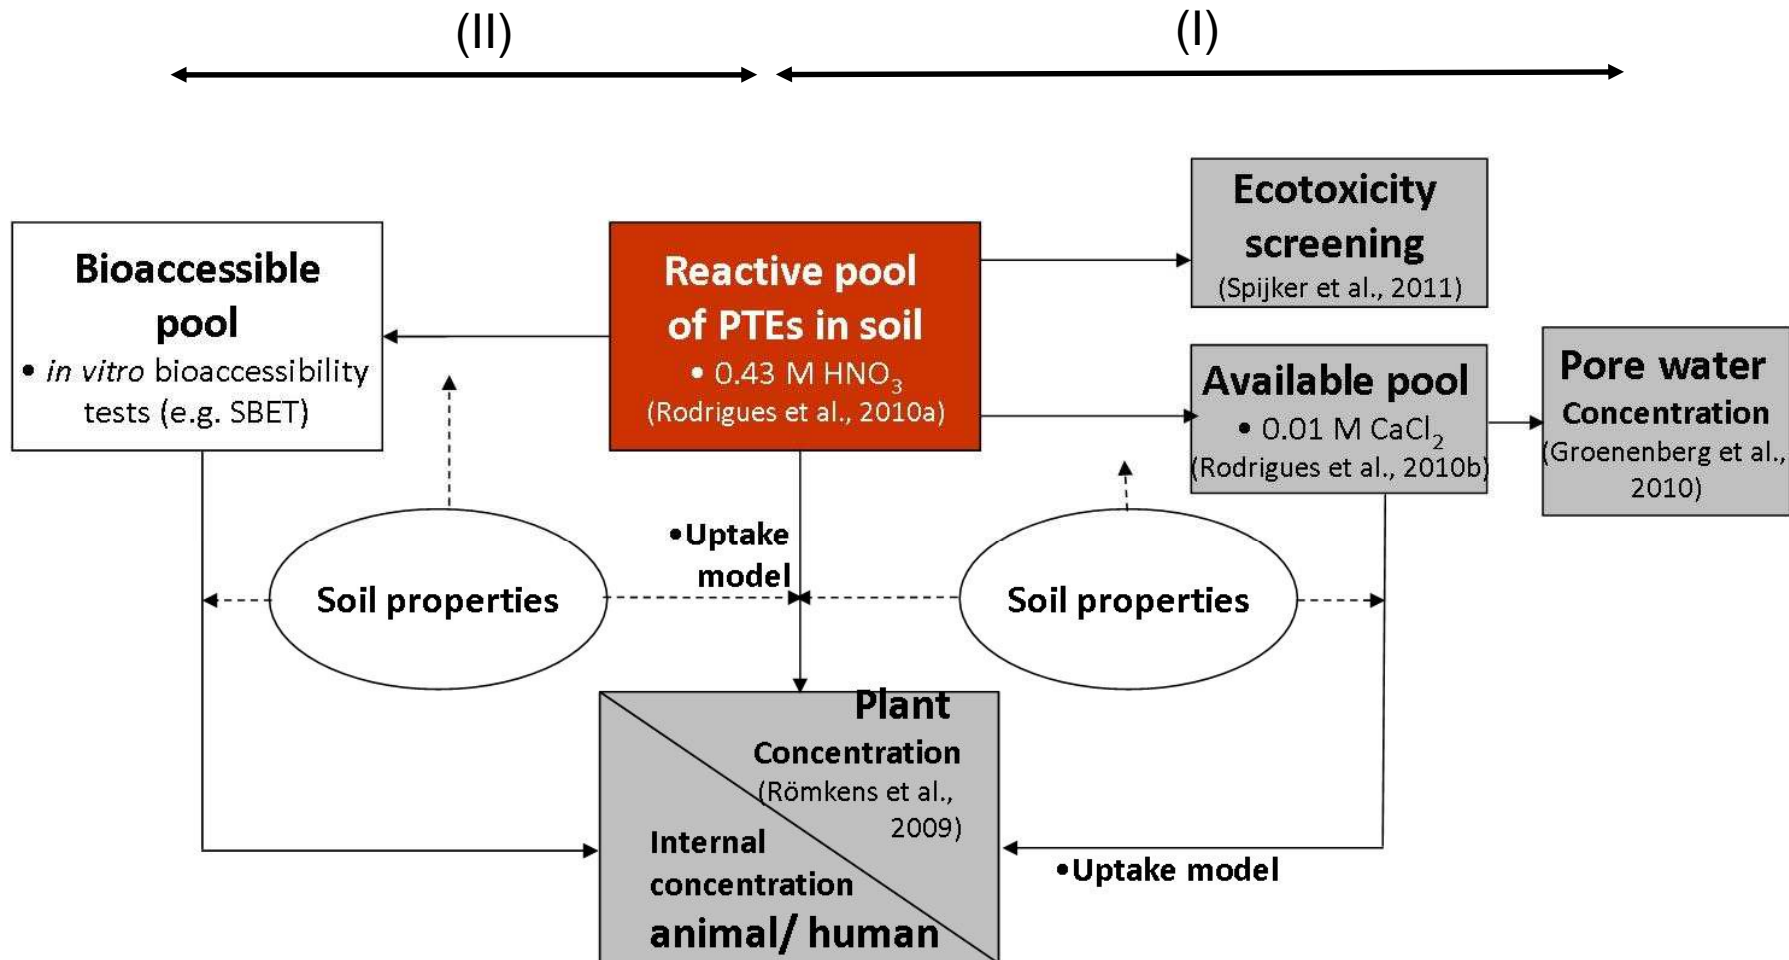 (II)
(I)
Bioaccessible
pool
• in vitro bioaccessibility
tests (e.g. SBET)
Reactive pool
of PTEs in soil
• 0.43 M HNO₃
(Rodrigues et al., 2010a)
Ecotoxicity
screening
(Spijker et al., 2011)
Available pool
• 0.01 M CaCl₂
(Rodrigues et al., 2010b)
Pore water
Concentration
(Groenenberg et al.,
2010)
Soil properties
•Uptake
model
Soil properties
Plant
Concentration
(Römkens et al.,
2009)
Internal
concentration
animal/ human
•Uptake model